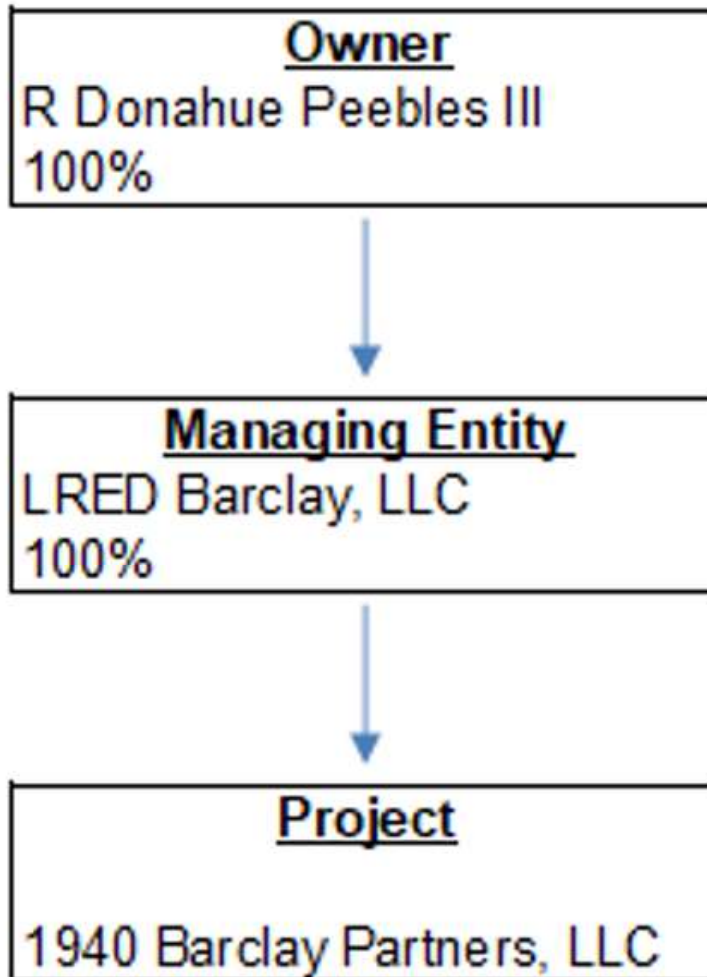 Owner
R Donahue Peebles III
100%
Managing Entity
LRED Barclay, LLC
100%
Project
1940 Barclay Partners, LLC